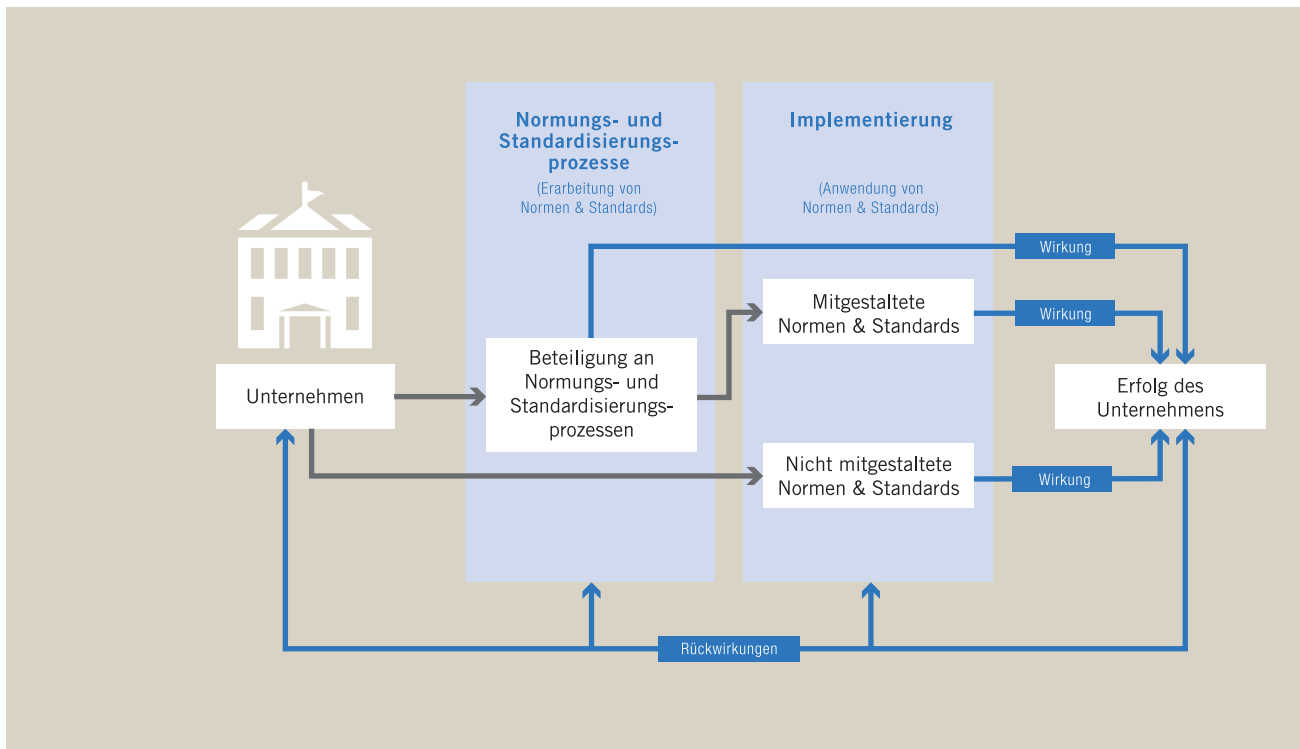 Normungs- und
Standardisierungs-
prozesse
(Erarbeitung von
Normen & Standards)
Implementierung
(Anwendung von
Normen & Standards)
Wirkung
Mitgestaltete
Normen & Standards
Wirkung
Unternehmen
Beteiligung an
Normungs- und
Standardisierungs-
prozessen
Erfolg des
Unternehmens
Nicht mitgestaltete
Normen & Standards
Wirkung
Rückwirkungen